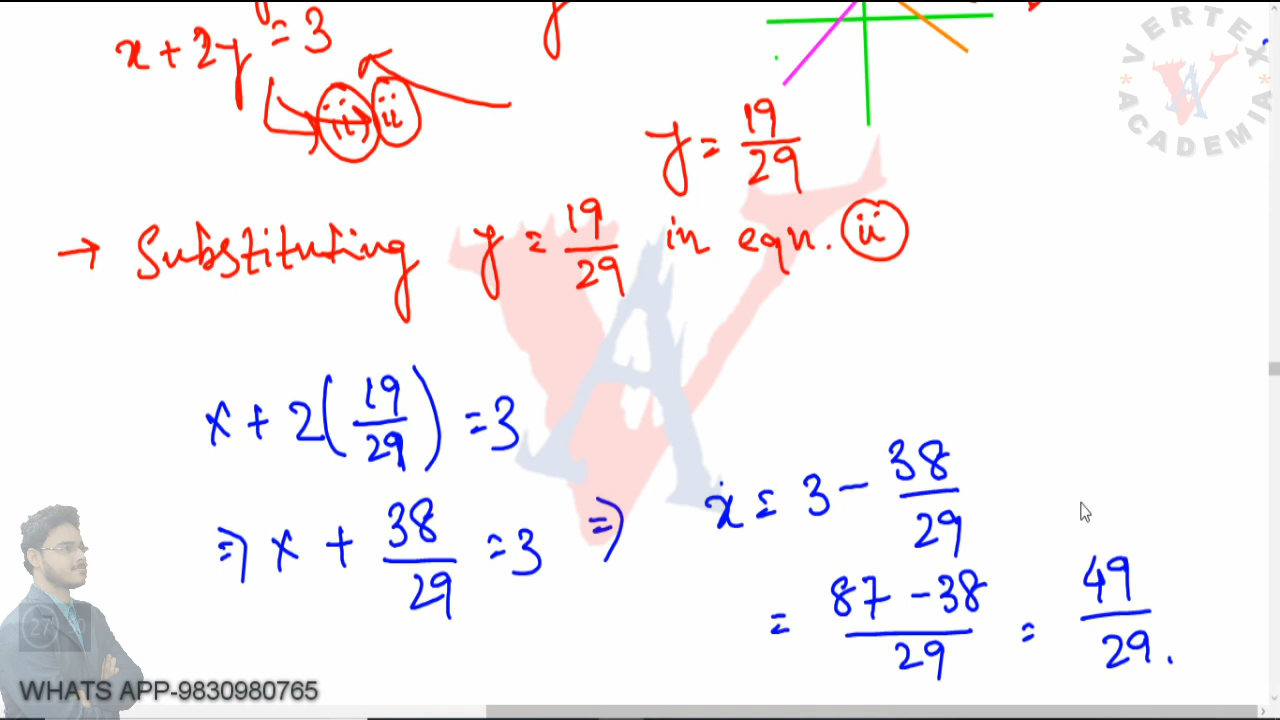 x + 2y = 3
(ii) ii
y = 19/29
VERTEX ACADEMIA
→ Substituting y = 19/29 in eqn. ii
x + 2(19/29) = 3
⇒ x + 38/29 = 3 ⇒ x = 3 - 38/29
= 87 - 38/29 = 49/29.
27
WHATS APP-9830980765